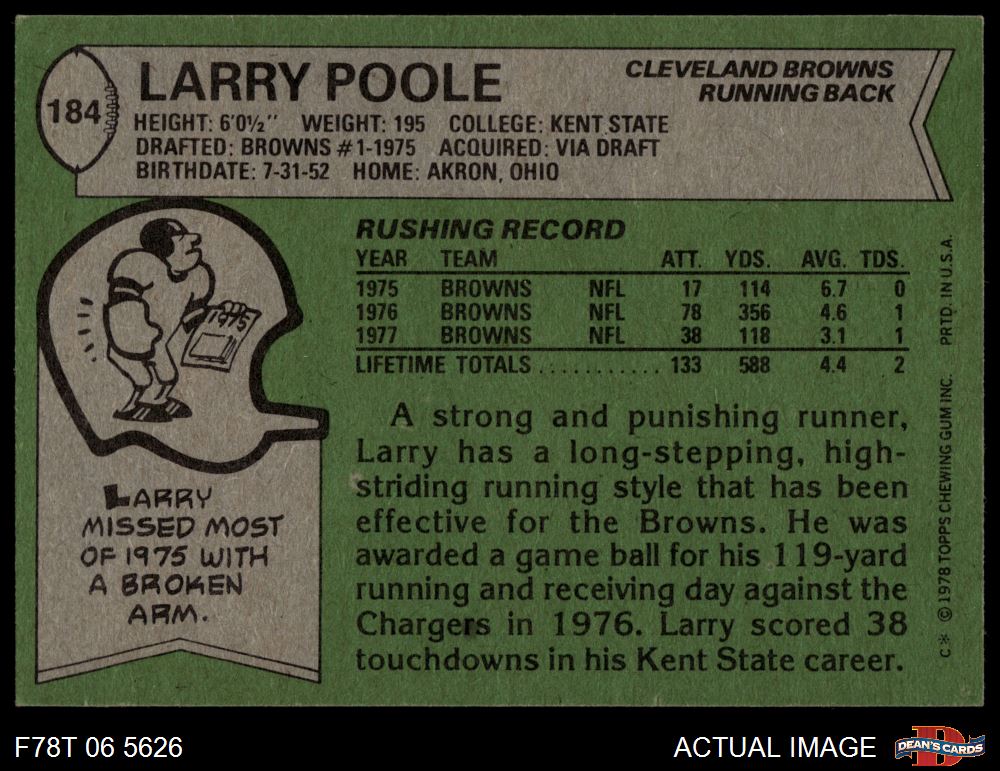 184
LARRY POOLE
CLEVELAND BROWNS
RUNNING BACK
HEIGHT: 6'0½" WEIGHT: 195 COLLEGE: KENT STATE
DRAFTED: BROWNS #1-1975 ACQUIRED: VIA DRAFT
BIRTHDATE: 7-31-52 HOME: AKRON, OHIO
1975
LARRY
MISSED MOST
OF 1975 WITH
A BROKEN
ARM.
RUSHING RECORD
YEAR TEAM ATT. YDS. AVG. TDS.
1975 BROWNS NFL 17 114 6.7 0
1976 BROWNS NFL 78 356 4.6 1
1977 BROWNS NFL 38 118 3.1 1
LIFETIME TOTALS ........... 133 588 4.4 2
A strong and punishing runner,
Larry has a long-stepping, high-
striding running style that has been
effective for the Browns. He was
awarded a game ball for his 119-yard
running and receiving day against the
Chargers in 1976. Larry scored 38
touchdowns in his Kent State career.
C* © 1978 TOPPS CHEWING GUM INC. PRTD. IN U.S.A.
F78T 06 5626
ACTUAL IMAGE
D
DEAN'S CARDS